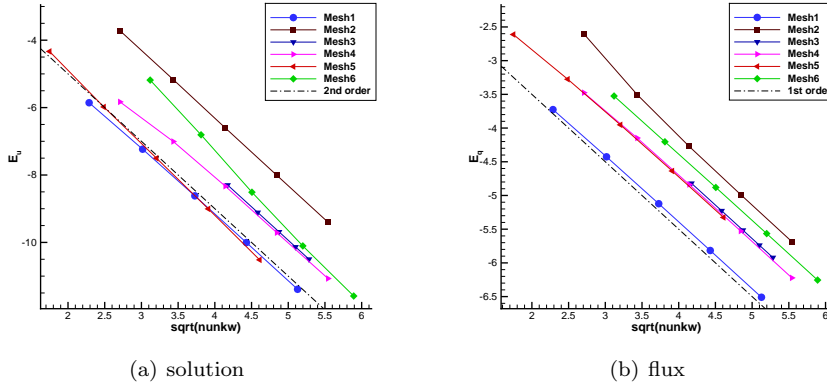 Mesh1
Mesh2
Mesh3
Mesh4
Mesh5
Mesh6
2nd order
-4
-6
-8
-10
E_u
2 2.5 3 3.5 4 4.5 5 5.5 6
sqrt(nunkw)
(a) solution
Mesh1
Mesh2
Mesh3
Mesh4
Mesh5
Mesh6
1st order
-2.5
-3
-3.5
-4
-4.5
-5
-5.5
-6
-6.5
E_q
2 2.5 3 3.5 4 4.5 5 5.5 6
sqrt(nunkw)
(b) flux